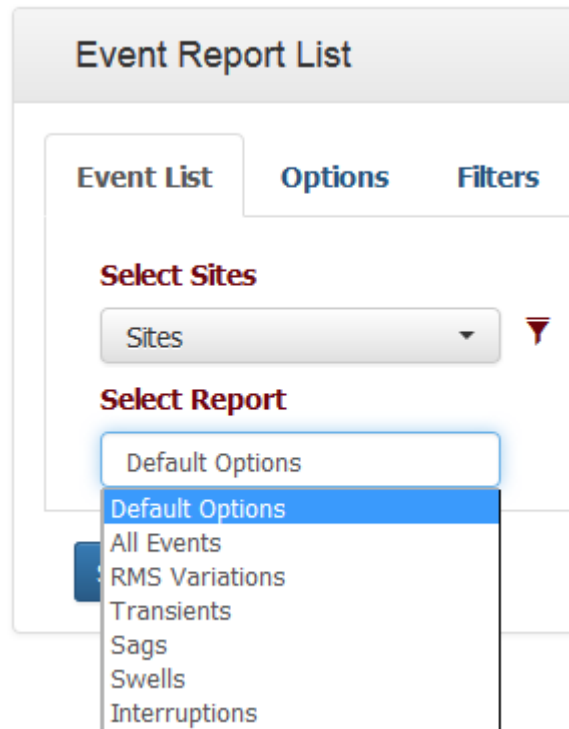 Event Report List
Event List Options Filters
Select Sites
Sites
Select Report
Default Options
Default Options
All Events
RMS Variations
Transients
Sags
Swells
Interruptions